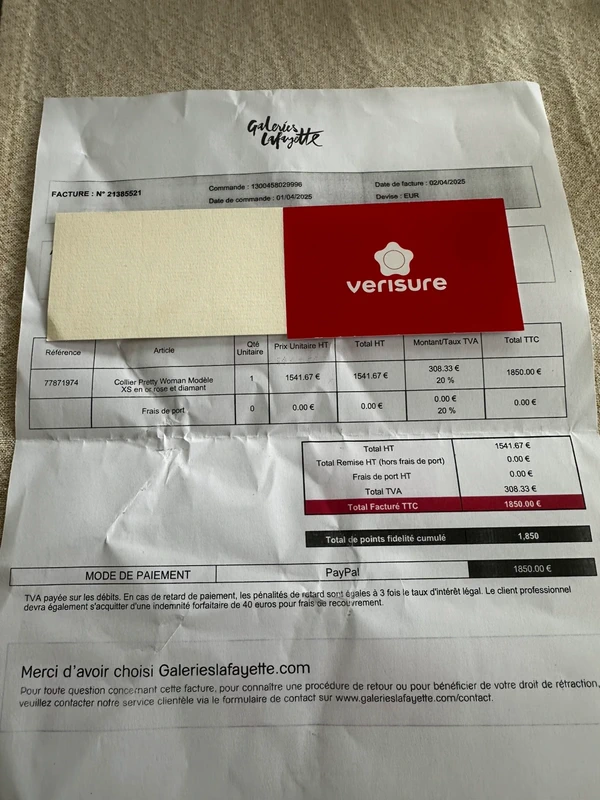 Galeries
Lafayette
FACTURE : N° 21385521
Commande : 1300458029996
Date de facture : 02/04/2025
Date de commande : 01/04/2025
Devise : EUR
verisure
Référence Article Qté Unitaire Prix Unitaire HT Total HT Montant/Taux TVA Total TTC
77871974 Collier Pretty Woman Modèle 1 1541.67 € 1541.67 € 308.33 € 1850.00 €
XS en or rose et diamant 20 %
Frais de port 0 0.00 € 0.00 € 0.00 € 0.00 €
20 %
Total HT 1541.67 €
Total Remise HT (hors frais de port) 0.00 €
Frais de port HT 0.00 €
Total TVA 308.33 €
Total Facturé TTC 1850.00 €
Total de points fidelité cumulé 1,850
MODE DE PAIEMENT PayPal 1850.00 €
TVA payée sur les débits. En cas de retard de paiement, les pénalités de retard sont égales à 3 fois le taux d'intérêt légal. Le client professionnel
devra également s'acquitter d'une indemnité forfaitaire de 40 euros pour frais de recouvrement.
Merci d'avoir choisi Galerieslafayette.com
Pour toute question concernant cette facture, pour connaître une procédure de retour ou pour bénéficier de votre droit de rétraction,
veuillez contacter notre service clientèle via le formulaire de contact sur www.galerieslafayette.com/contact.